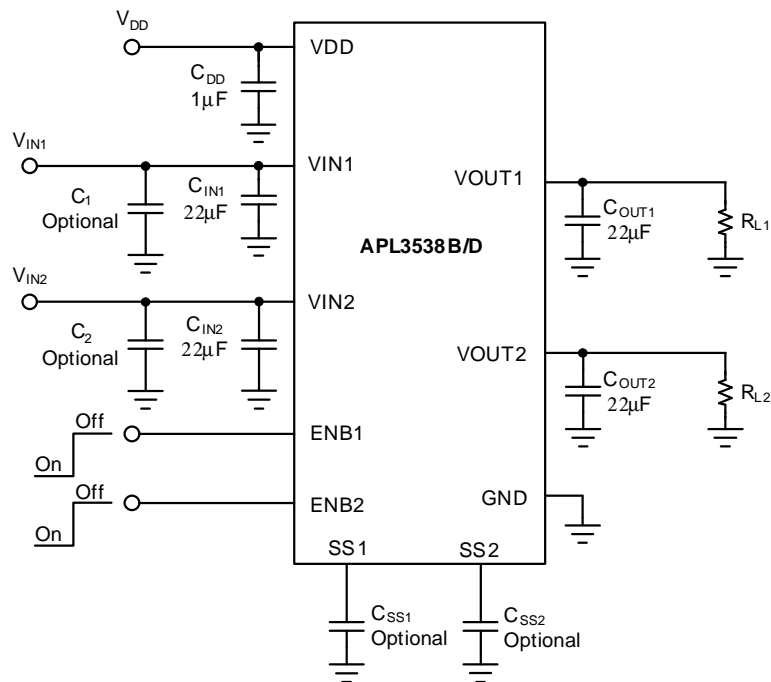 VDD
VDD
CDD
1µF
VIN1
VIN1
C1
Optional
CIN1
22µF
VOUT1
COUT1
22µF
RL1
APL3538B/D
VIN2
VIN2
C2
Optional
CIN2
22µF
VOUT2
COUT2
22µF
RL2
Off
On
ENB1
Off
On
ENB2
GND
SS1
SS2
CSS1
Optional
CSS2
Optional